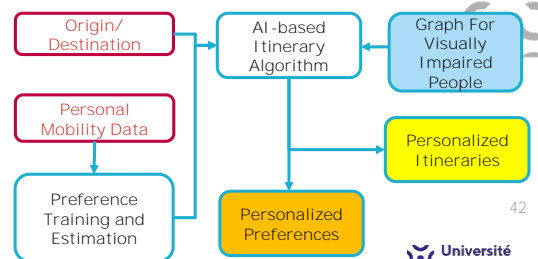 Origin/
Destination
AI-based
Itinerary
Algorithm
Graph For
Visually
Impaired
People
Personal
Mobility Data
Personalized
Itineraries
Preference
Training and
Estimation
Personalized
Preferences
42
Université